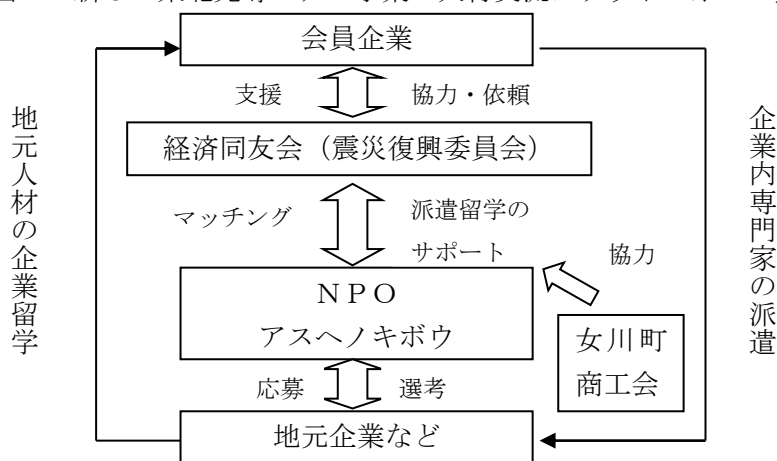 会員企業
支援
協力・依頼
経済同友会（震災復興委員会）
マッチング
派遣留学の
サポート
協力
ＮＰＯ
アスヘノキボウ
女川町
商工会
応募
選考
地元企業など
地元人材の企業留学
企業内専門家の派遣